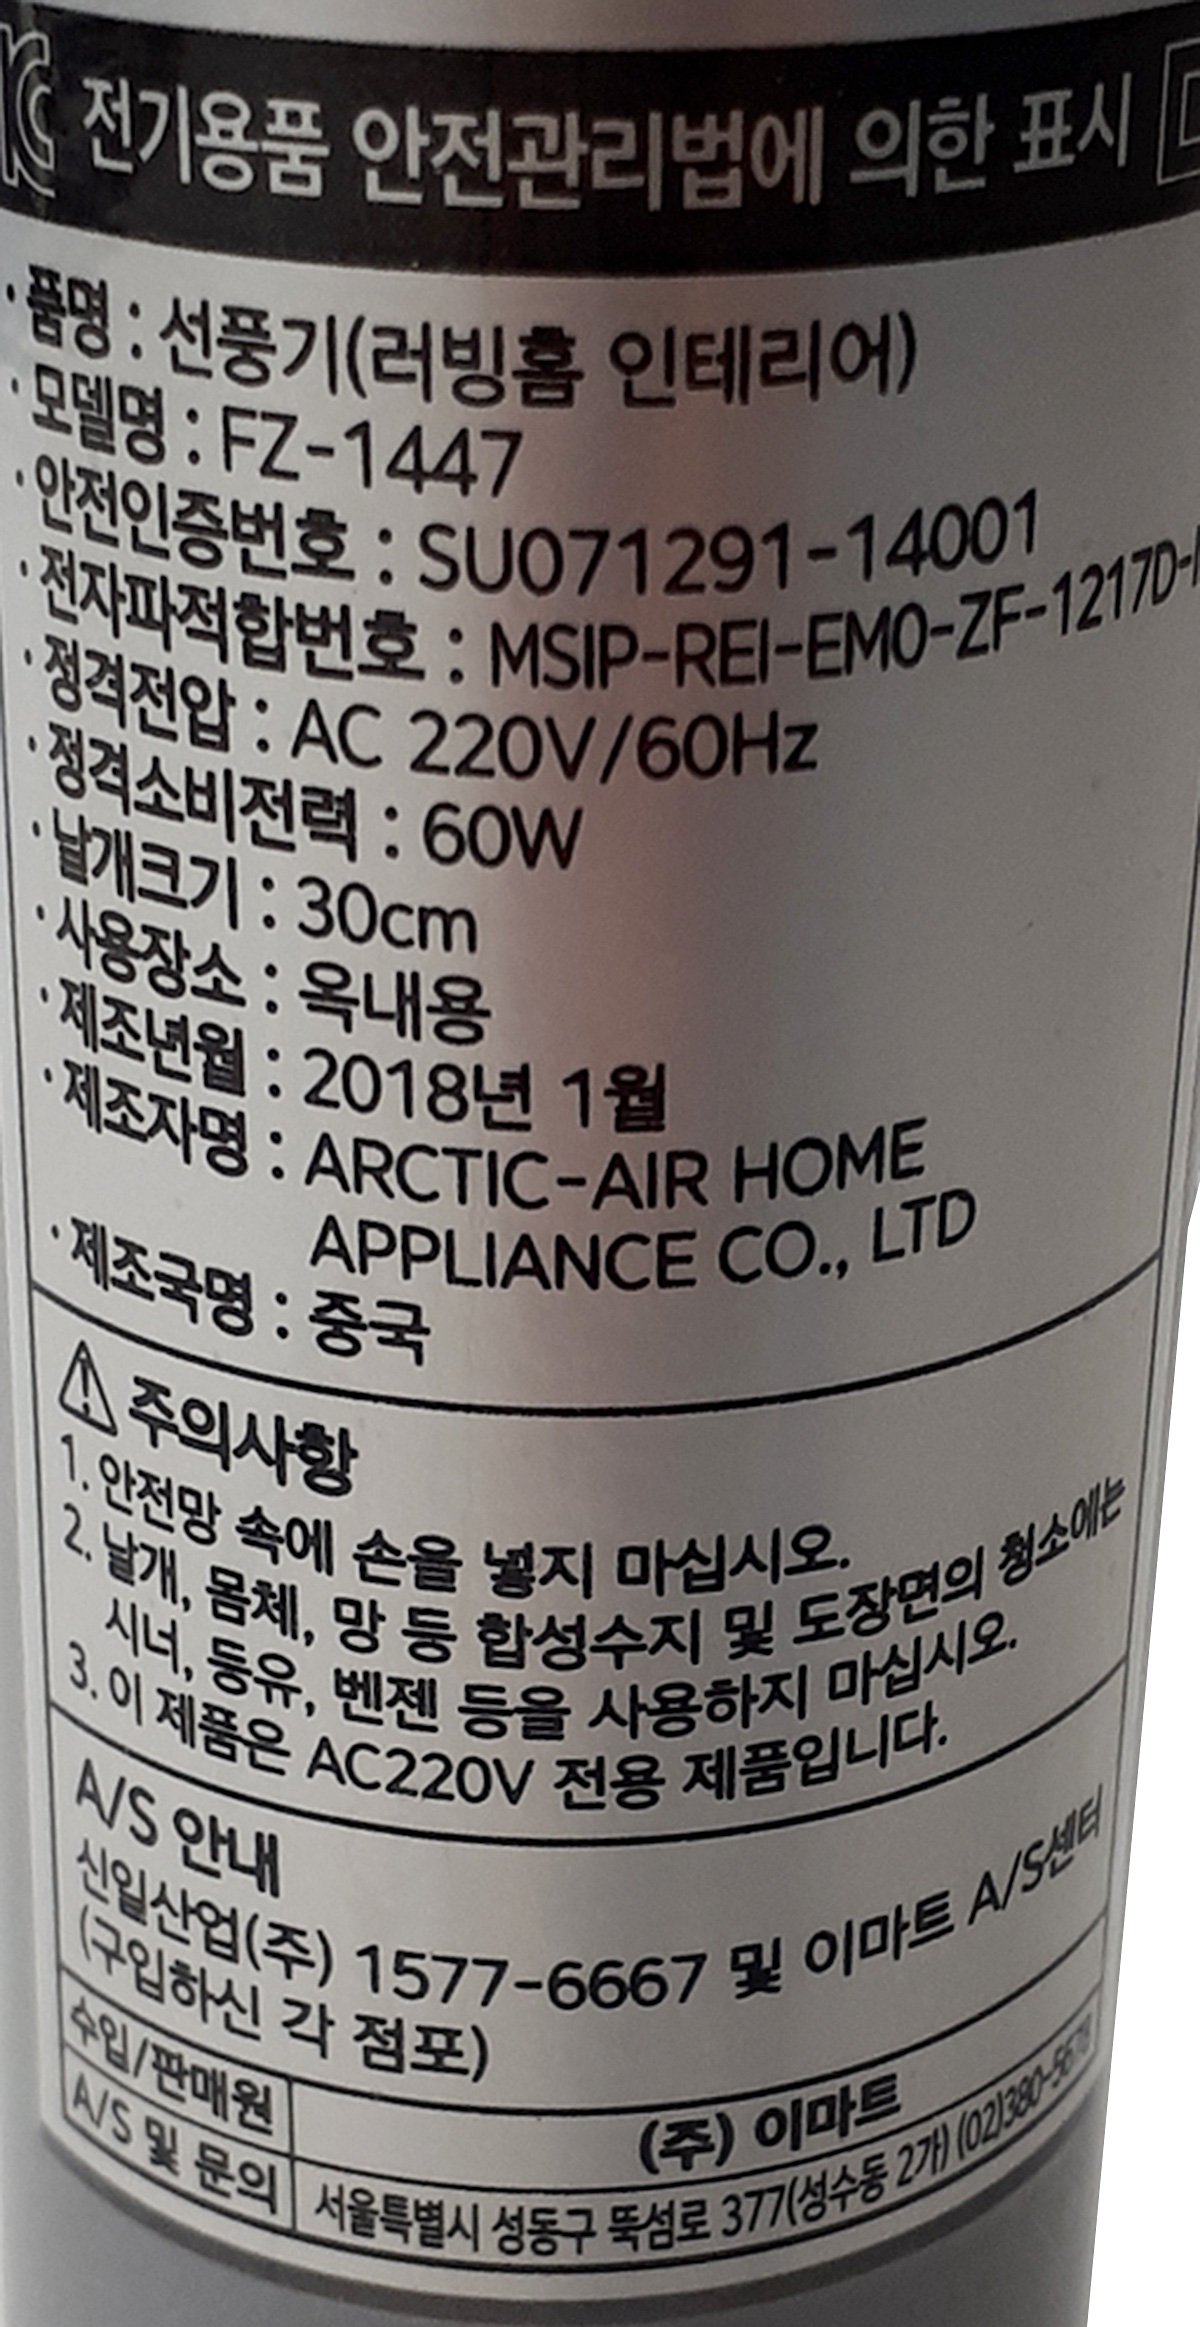 전기용품 안전관리법에 의한 표시
· 품명 : 선풍기(러빙홈 인테리어)
· 모델명 : FZ-1447
· 안전인증번호 : SU071291-14001
· 전자파적합번호 : MSIP-REI-EMO-ZF-1217D-
· 정격전압 : AC 220V/60Hz
· 정격소비전력 : 60W
· 날개크기 : 30cm
· 사용장소 : 옥내용
· 제조년월 : 2018년 1월
· 제조자명 : ARCTIC-AIR HOME
APPLIANCE CO., LTD
· 제조국명 : 중국
주의사항
1. 안전망 속에 손을 넣지 마십시오.
2. 날개, 몸체, 망 등 합성수지 및 도장면의 청소에는
시너, 등유, 벤젠 등을 사용하지 마십시오.
3. 이 제품은 AC220V 전용 제품입니다.
A/S 안내
신일산업(주) 1577-6667 및 이마트 A/S센터
(구입하신 각 점포)
수입/판매원 (주) 이마트
A/S 및 문의 서울특별시 성동구 뚝섬로 377(성수동 2가) (02)380-5678